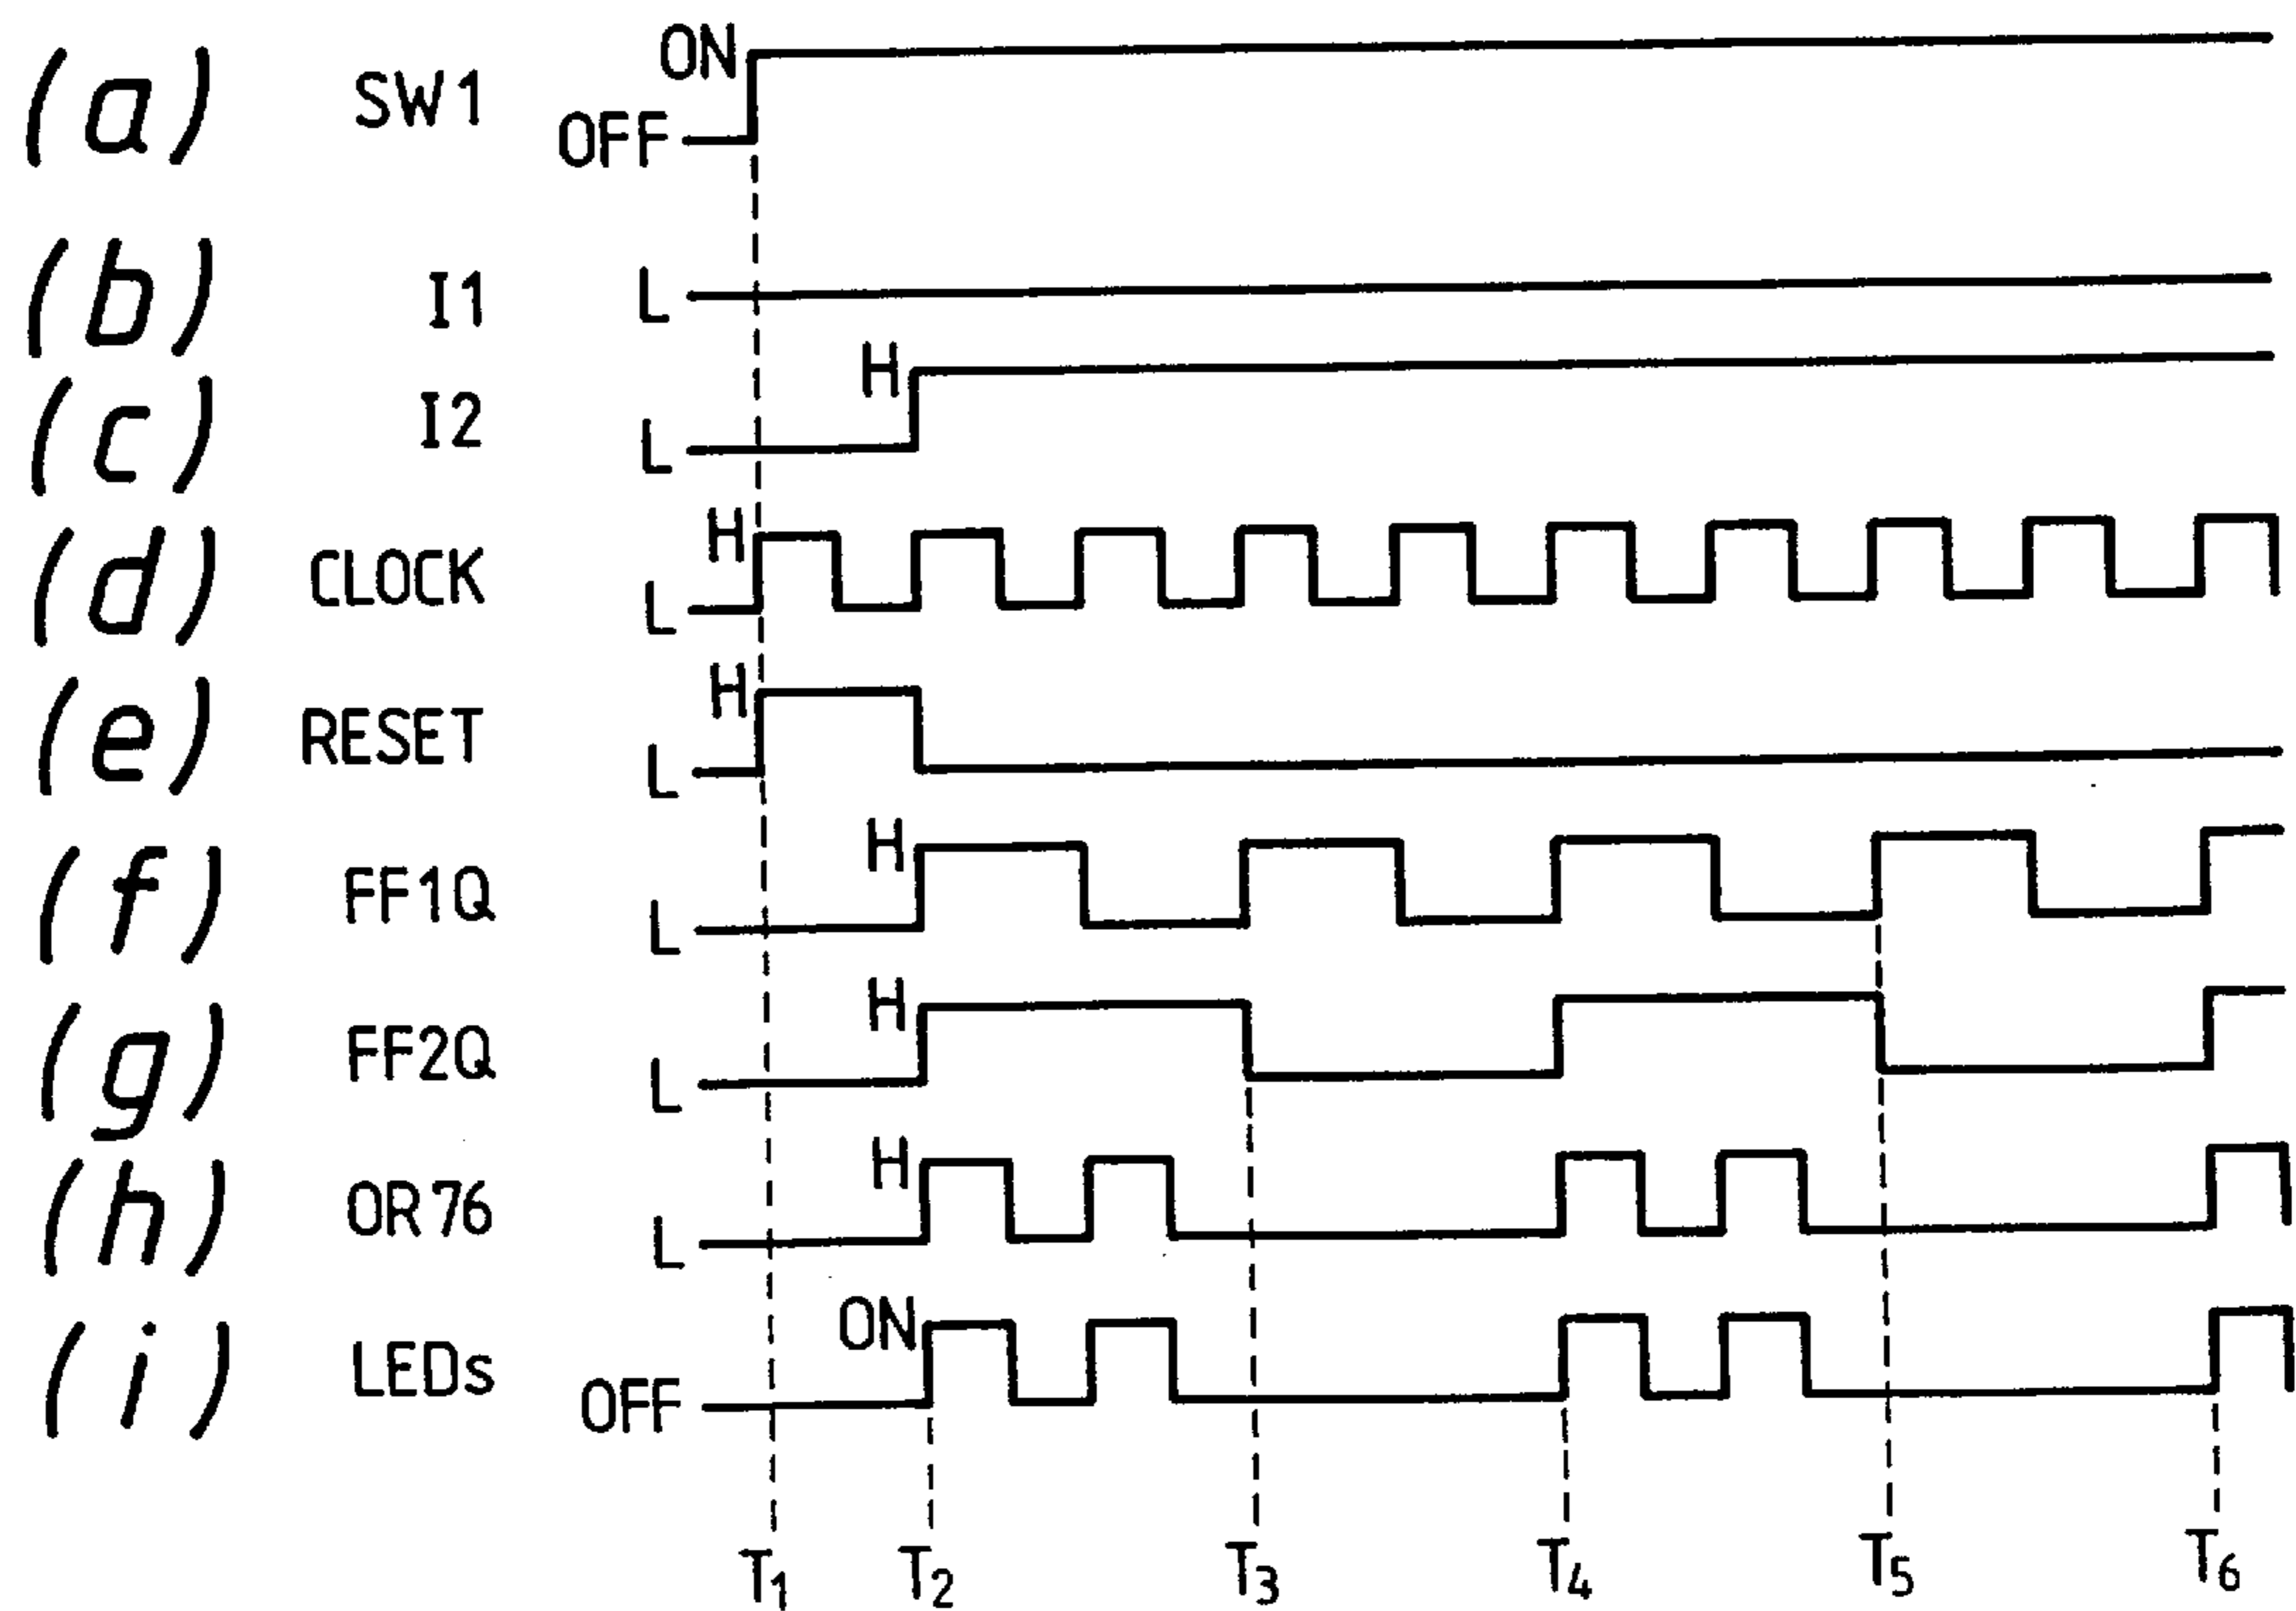 (a) SW1 ON OFF
(b) I1 L
(c) I2 H L
(d) CLOCK H L
(e) RESET H L
(f) FF1Q H L
(g) FF2Q H L
(h) OR76 H L
(i) LEDs ON OFF
T1 T2 T3 T4 T5 T6